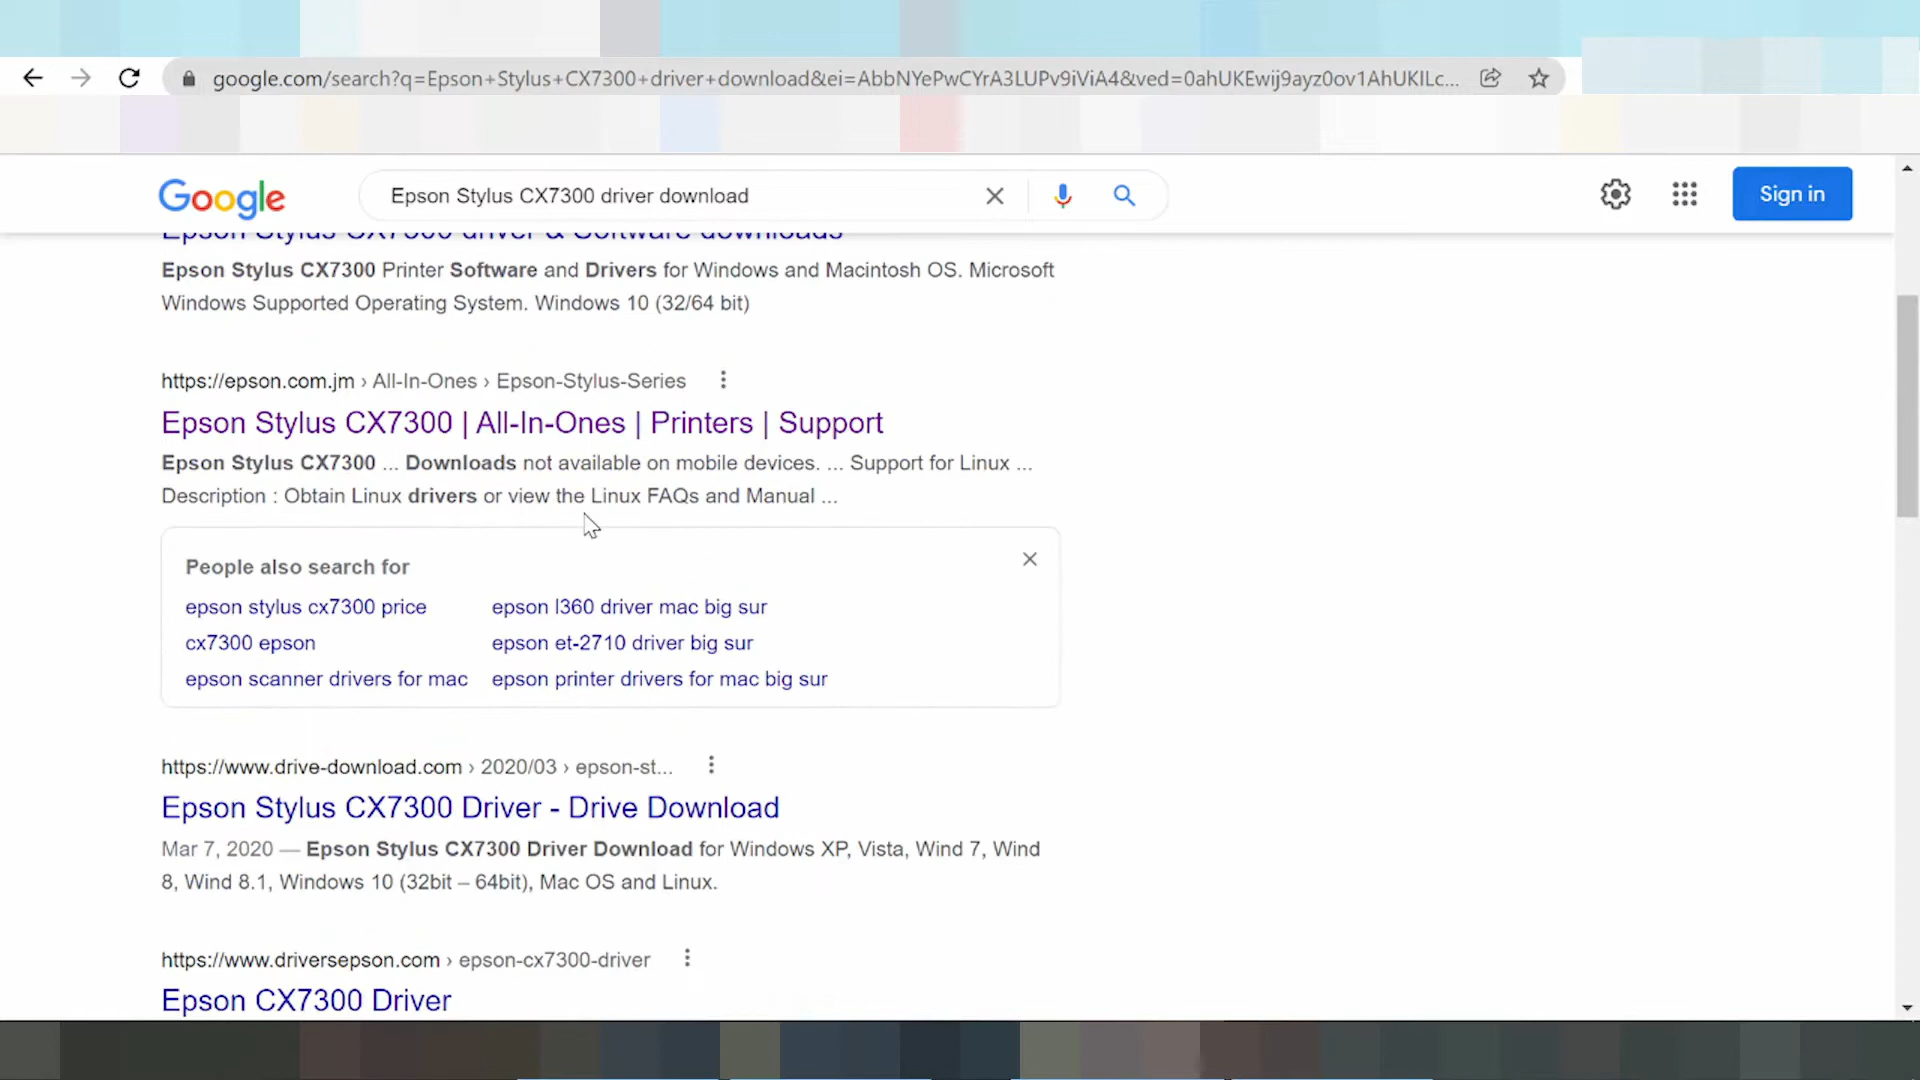 google.com/search?q=Epson+Stylus+CX7300+driver+download&ei=AbbNYePwCYrA3LUPv9iViA4&ved=0ahUKEwij9ayz0ov1AhUKILc...
Google
Epson Stylus CX7300 driver download
Sign in
Epson Stylus CX7300 driver & Software downloads
Epson Stylus CX7300 Printer Software and Drivers for Windows and Macintosh OS. Microsoft
Windows Supported Operating System. Windows 10 (32/64 bit)
https://epson.com.jm › All-In-Ones › Epson-Stylus-Series
Epson Stylus CX7300 | All-In-Ones | Printers | Support
Epson Stylus CX7300 ... Downloads not available on mobile devices. ... Support for Linux ...
Description : Obtain Linux drivers or view the Linux FAQs and Manual ...
People also search for
epson stylus cx7300 price
epson l360 driver mac big sur
cx7300 epson
epson et-2710 driver big sur
epson scanner drivers for mac
epson printer drivers for mac big sur
https://www.drive-download.com › 2020/03 › epson-st...
Epson Stylus CX7300 Driver - Drive Download
Mar 7, 2020 — Epson Stylus CX7300 Driver Download for Windows XP, Vista, Wind 7, Wind
8, Wind 8.1, Windows 10 (32bit – 64bit), Mac OS and Linux.
https://www.driversepson.com › epson-cx7300-driver
Epson CX7300 Driver